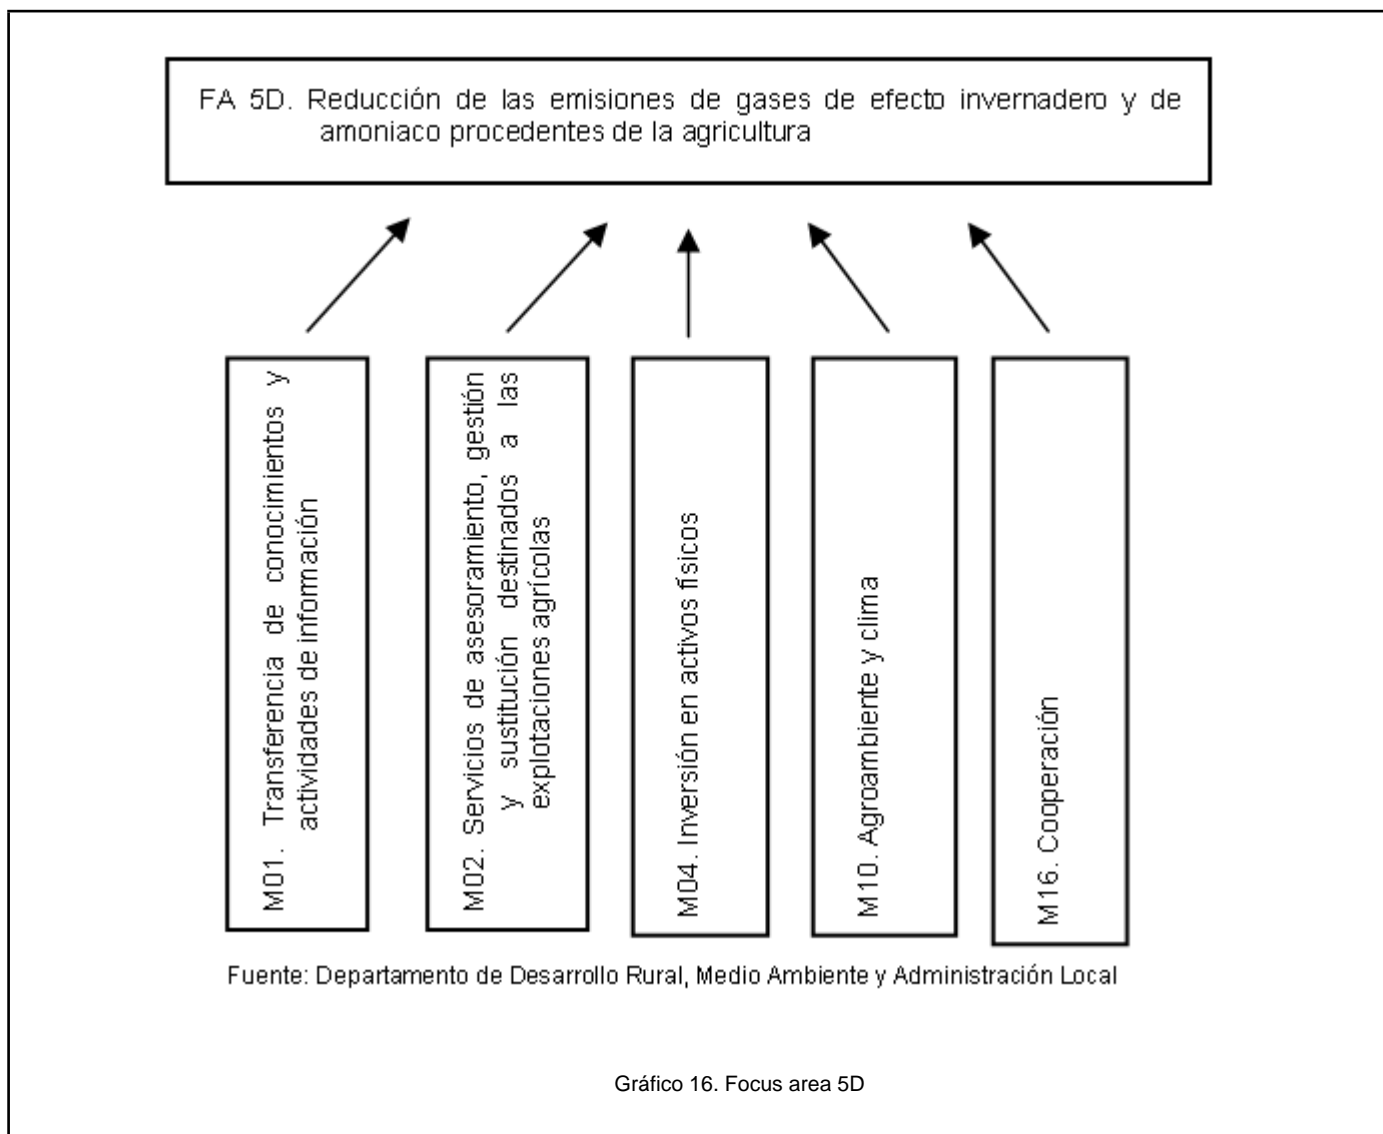 FA 5D. Reducción de las emisiones de gases de efecto invernadero y de
amoniaco procedentes de la agricultura
M01. Transferencia de conocimientos y
actividades de información
M02. Servicios de asesoramiento, gestión
y sustitución destinados a las
explotaciones agrícolas
M04. Inversión en activos físicos
M10. Agroambiente y clima
M16. Cooperación
Fuente: Departamento de Desarrollo Rural, Medio Ambiente y Administración Local
Gráfico 16. Focus area 5D